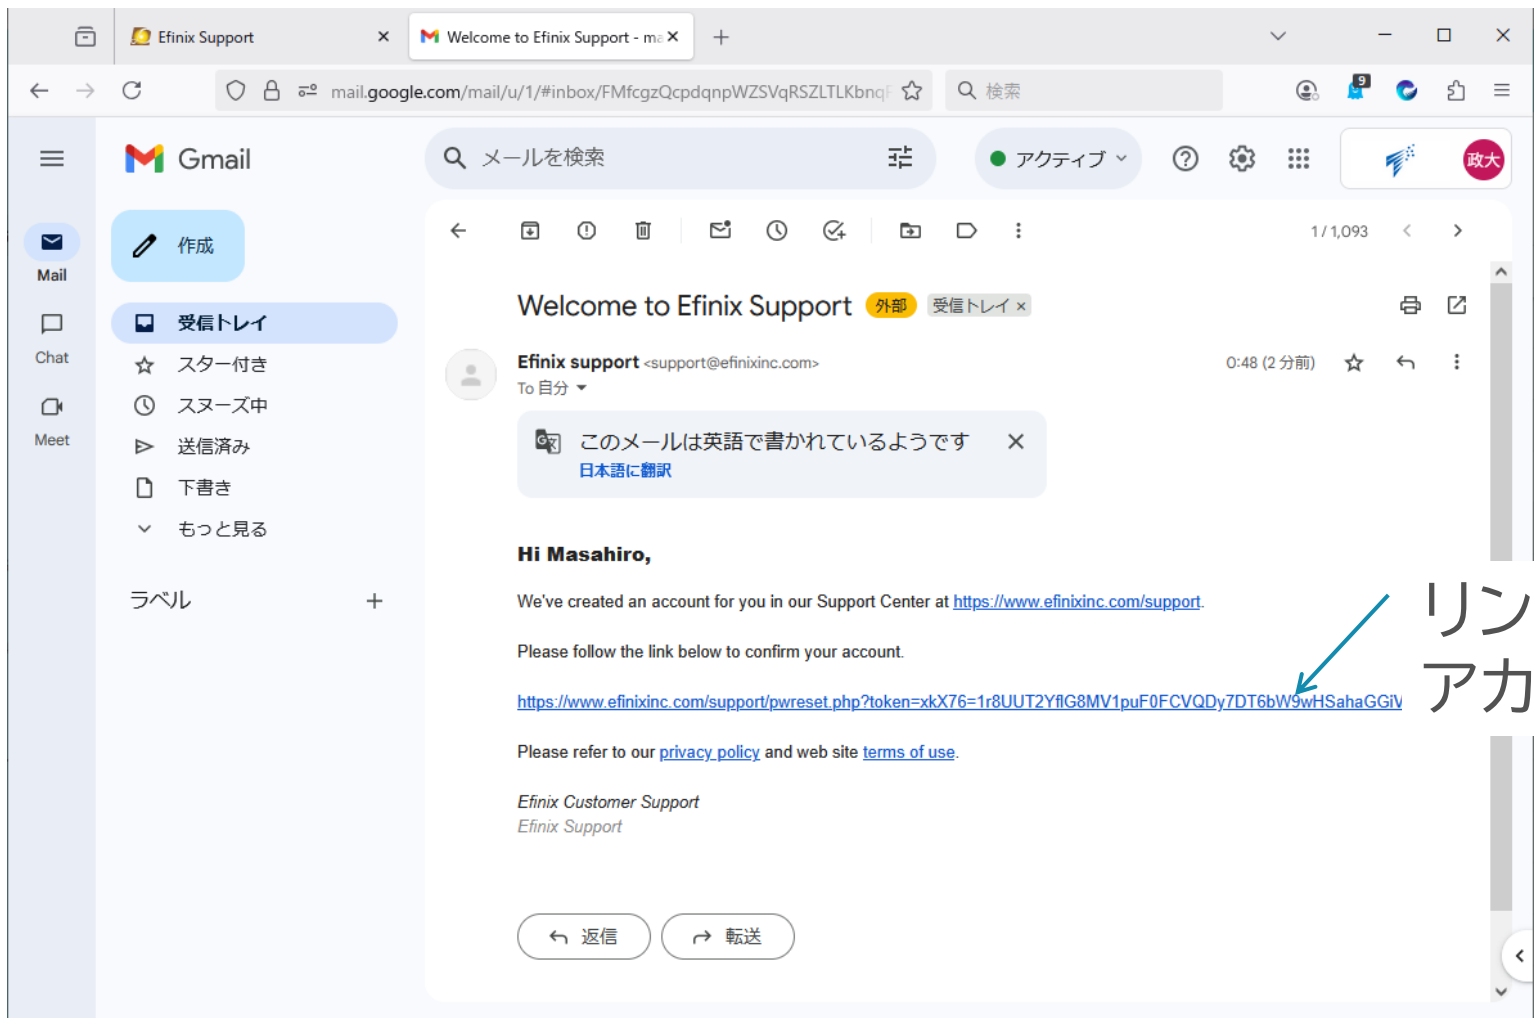 Efinix Support
Welcome to Efinix Support - ma
mail.google.com/mail/u/1/#inbox/FMfcgzQcpdqnpWZSVqRSZLTLKbnqF
検索
9
Gmail
メールを検索
アクティブ
政大
作成
1 / 1,093
Mail
受信トレイ
Chat
スター付き
スヌーズ中
Meet
送信済み
下書き
もっと見る
ラベル
Welcome to Efinix Support 外部 受信トレイ ×
Efinix support <support@efinixinc.com>
0:48 (2 分前)
To 自分
このメールは英語で書かれているようです
日本語に翻訳
Hi Masahiro,
We've created an account for you in our Support Center at https://www.efinixinc.com/support.
Please follow the link below to confirm your account.
https://www.efinixinc.com/support/pwreset.php?token=xkX76=1r8UUT2YflG8MV1puF0FCVQDy7DT6bW9wHSahaGGiV
Please refer to our privacy policy and web site terms of use.
Efinix Customer Support
Efinix Support
返信
転送
リン
アカ